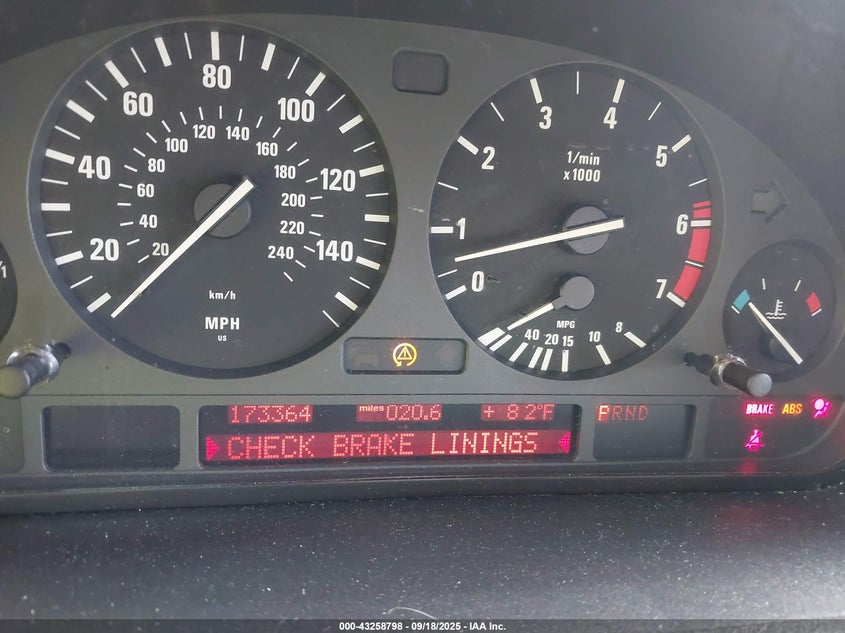 20
40
60
80
100
120
140
20
40
60
80
100
120
140
160
180
200
220
240
km/h
MPH
US
0
1
2
3
4
5
6
7
1/min
x1000
MPG
40 20 15 10 8
173364 miles 020.6 + 82°F
PRND
CHECK BRAKE LININGS
BRAKE ABS
/1
000-43258798 - 09/18/2025 - IAA Inc.